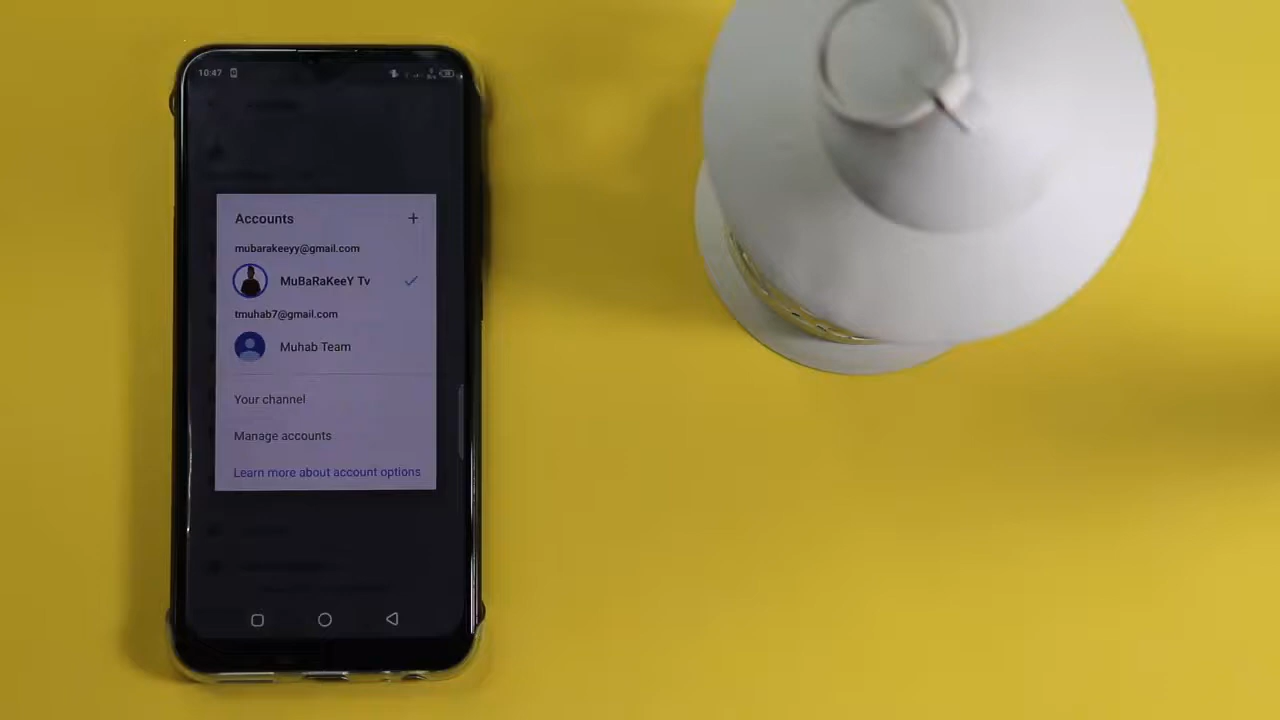 10:47
Accounts
mubarakeeyy@gmail.com
MuBaRaKeeY Tv
tmuhab7@gmail.com
Muhab Team
Your channel
Manage accounts
Learn more about account options